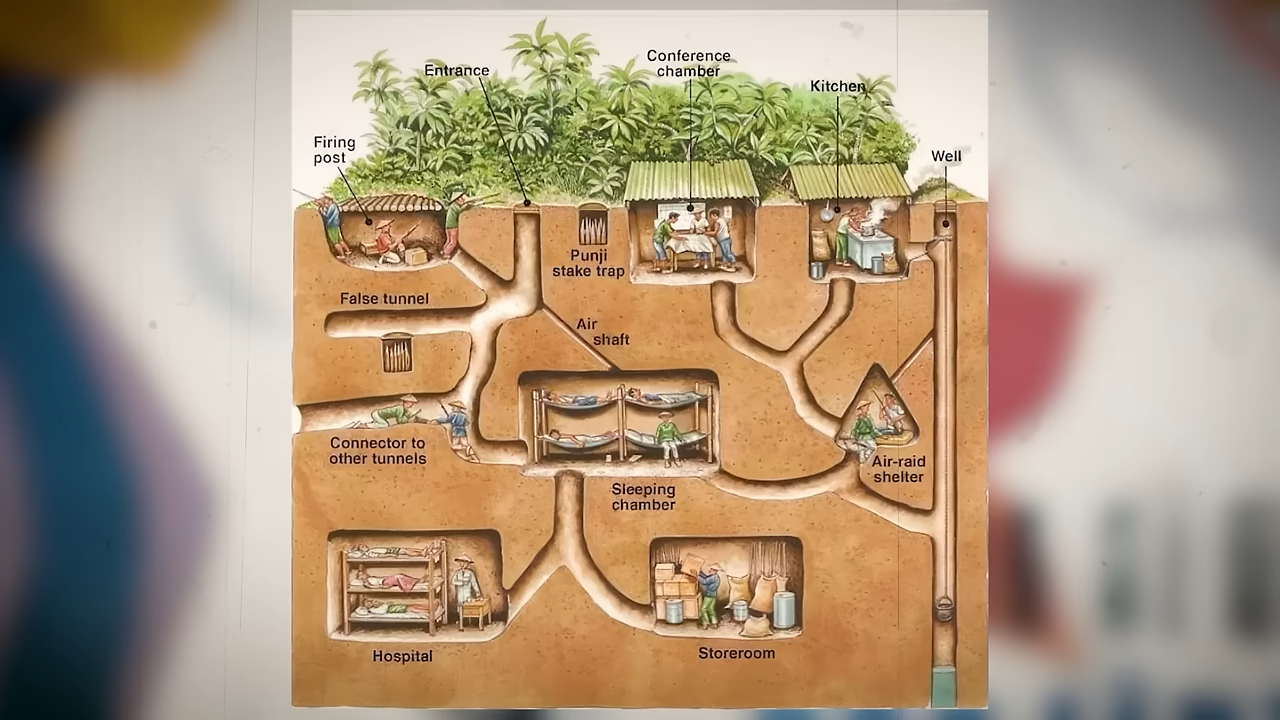 Conference
chamber
Entrance
Kitchen
Firing
post
Well
Punji
stake trap
False tunnel
Air
shaft
Connector to
other tunnels
Air-raid
shelter
Sleeping
chamber
Hospital
Storeroom